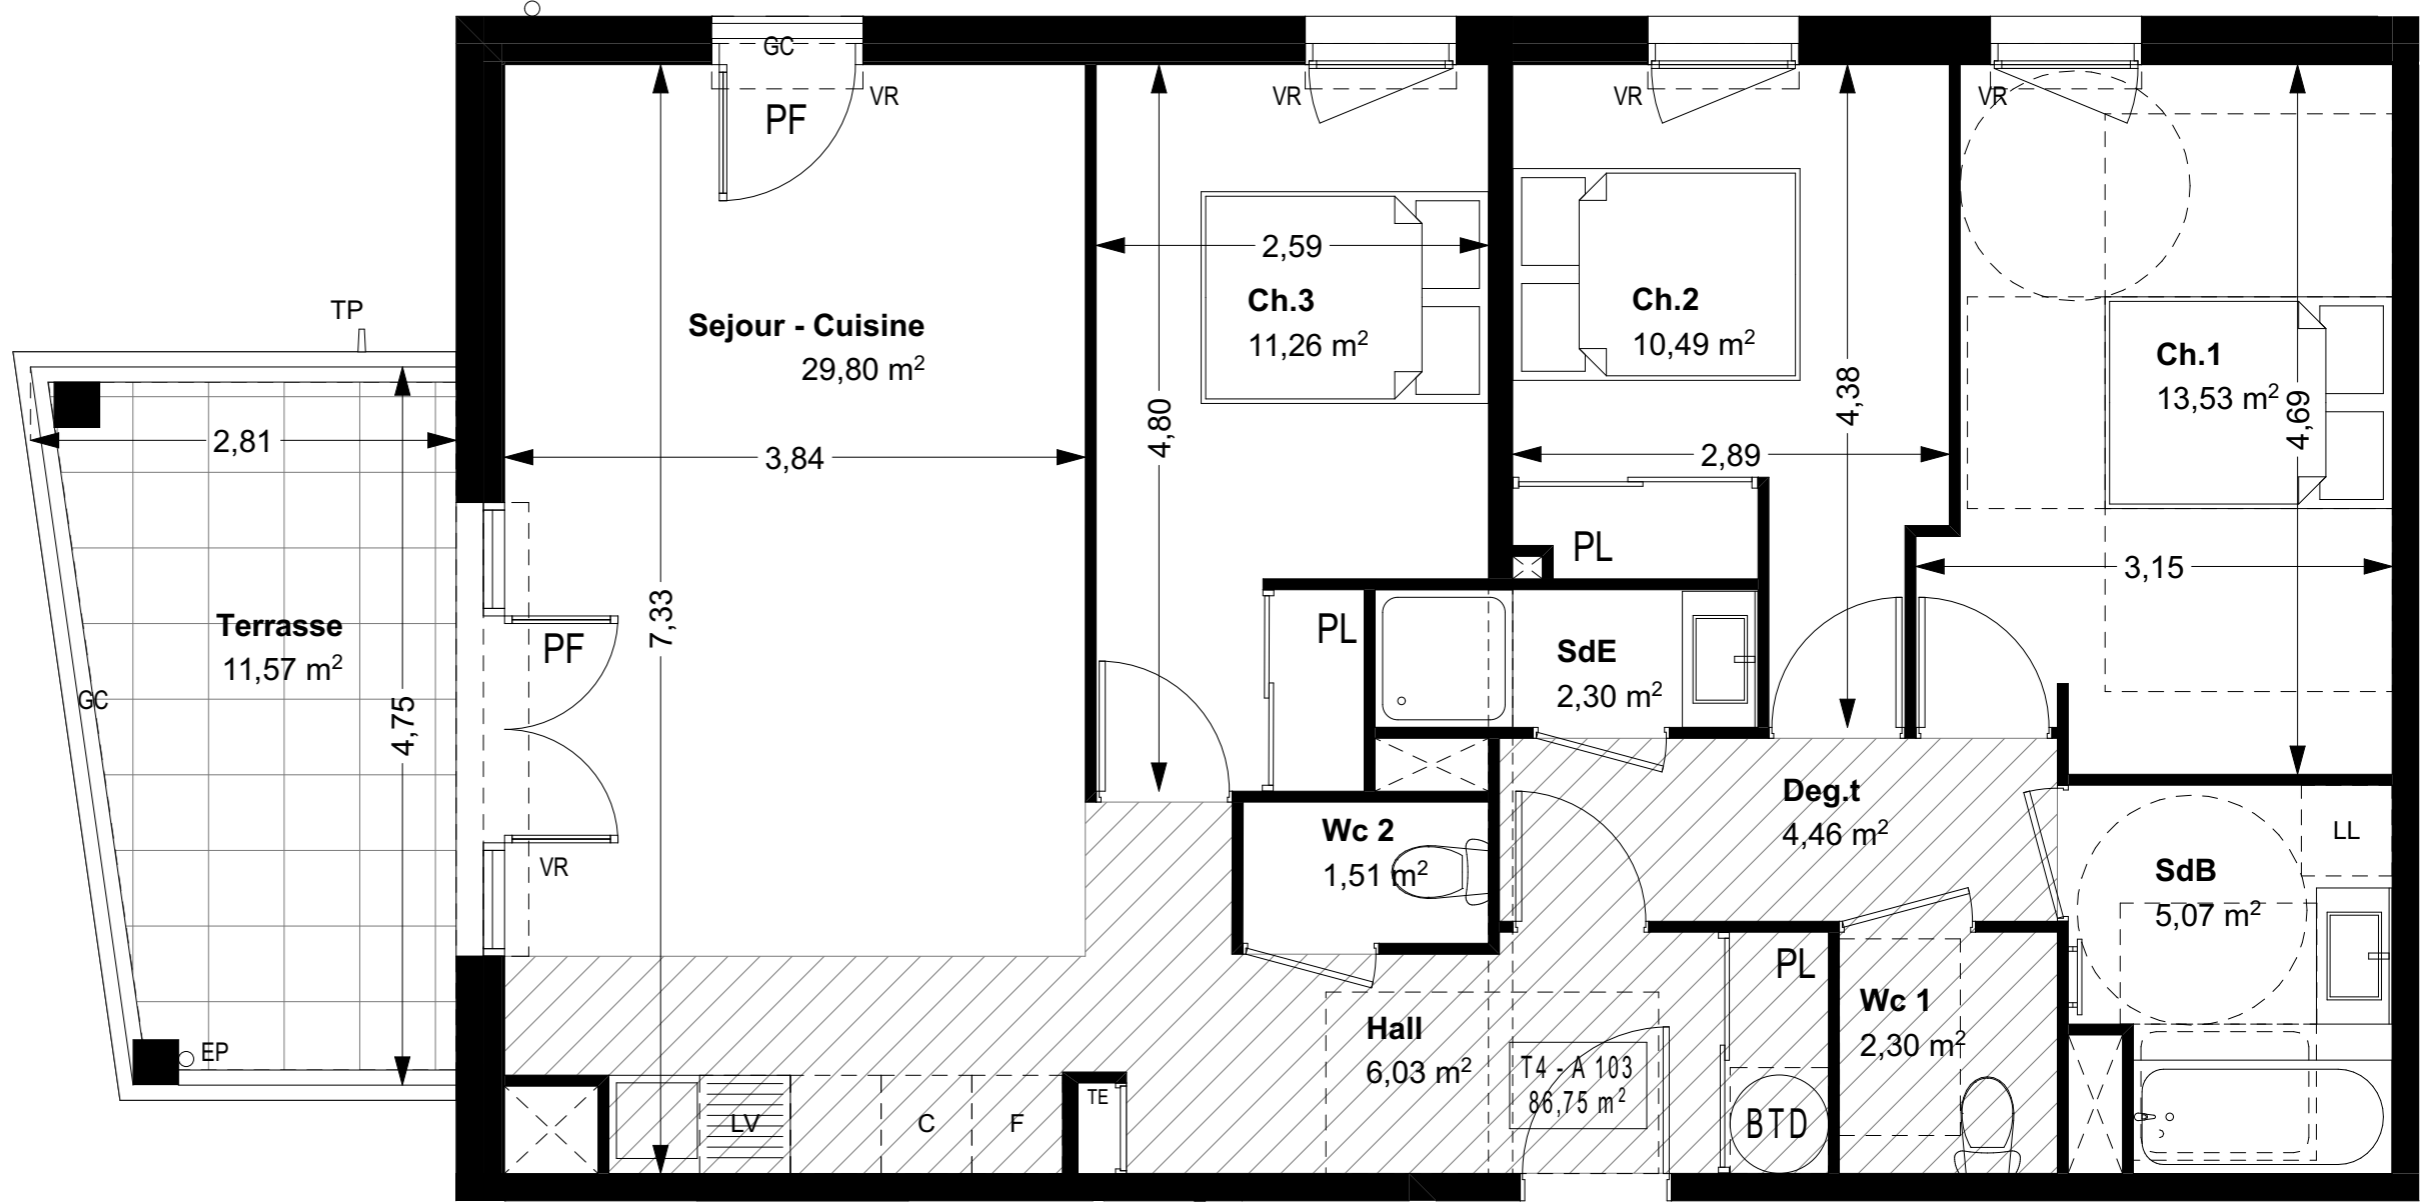 GC
VR
PF
VR
VR
VR
2,59
TP
Sejour - Cuisine
29,80 m²
Ch.3
11,26 m²
Ch.2
10,49 m²
Ch.1
13,53 m²
4,38
4,69
4,80
2,81
3,84
2,89
PL
3,15
7,33
Terrasse
11,57 m²
GC
4,75
PF
PL
SdE
2,30 m²
VR
Wc 2
1,51 m²
Deg.t
4,46 m²
LL
SdB
5,07 m²
PL
Wc 1
2,30 m²
Hall
6,03 m²
EP
T4 - A 103
86,75 m²
TE
LV
C
F
BTD